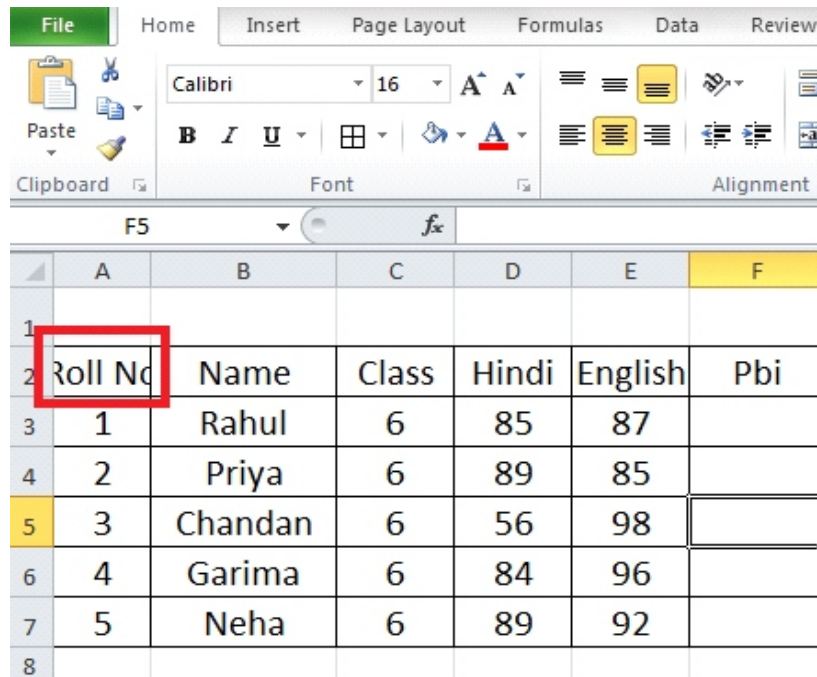 File Home Insert Page Layout Formulas Data Review
Calibri 16 A A
Paste B I U A
Clipboard Font Alignment
F5 fx
A B C D E F
1
2 Roll No Name Class Hindi English Pbi
3 1 Rahul 6 85 87
4 2 Priya 6 89 85
5 3 Chandan 6 56 98
6 4 Garima 6 84 96
7 5 Neha 6 89 92
8